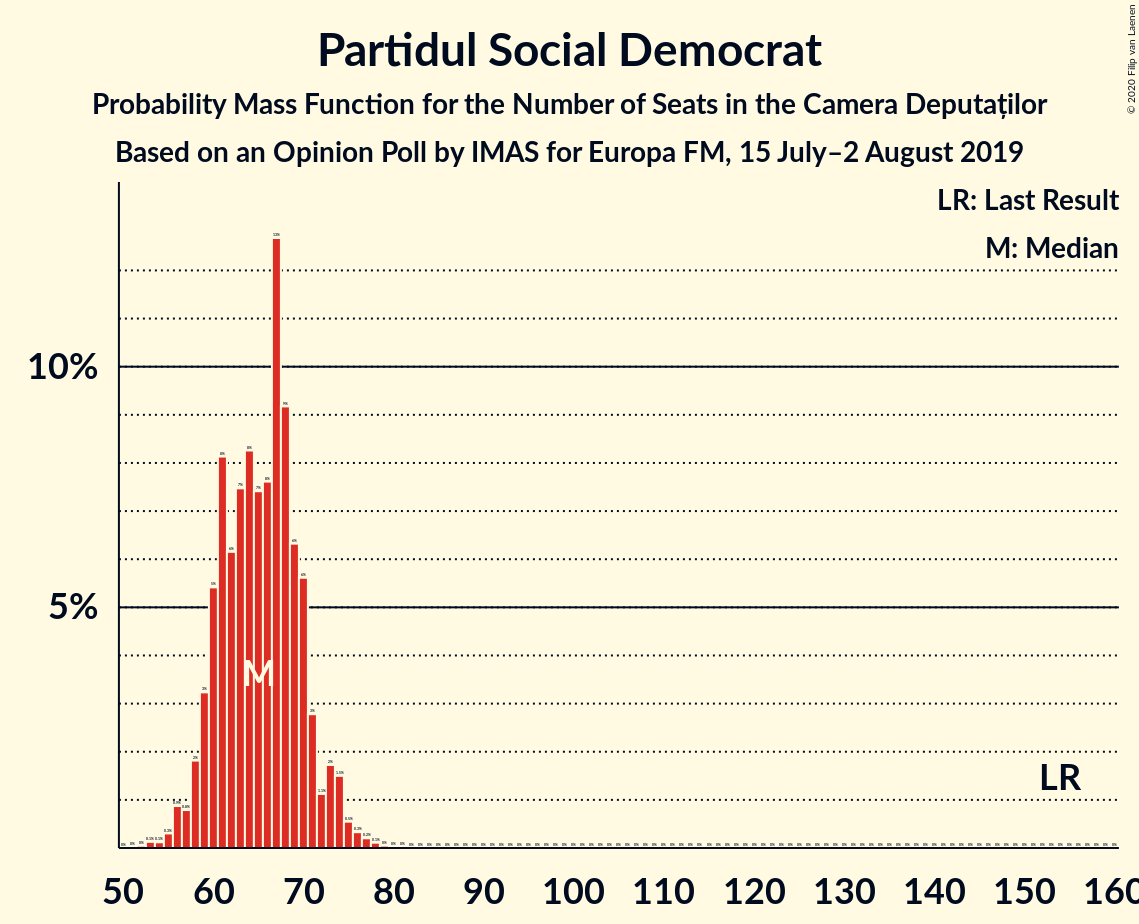 Partidul Social Democrat
Probability Mass Function for the Number of Seats in the Camera Deputaților
Based on an Opinion Poll by IMAS for Europa FM, 15 July–2 August 2019
© 2020 Filip van Laenen
LR: Last Result
M: Median
10%
5%
M
LR
50 60 70 80 90 100 110 120 130 140 150 160